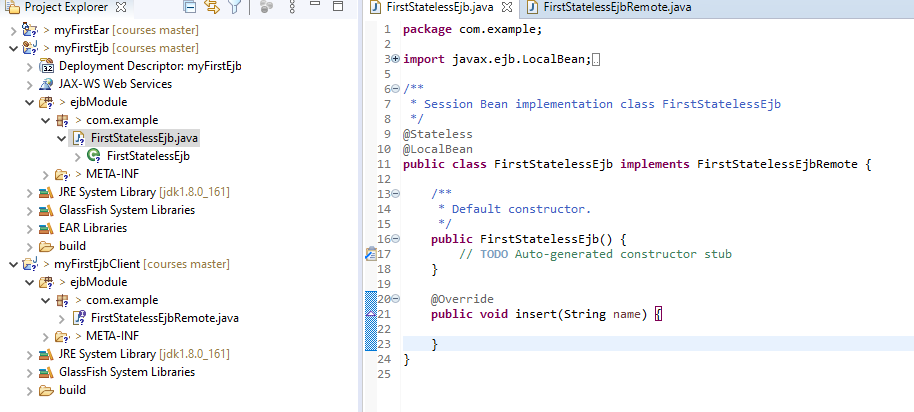 Project Explorer
> myFirstEar [courses master]
> myFirstEjb [courses master]
Deployment Descriptor: myFirstEjb
JAX-WS Web Services
> ejbModule
> com.example
FirstStatelessEjb.java
FirstStatelessEjb
> META-INF
JRE System Library [jdk1.8.0_161]
GlassFish System Libraries
EAR Libraries
> build
> myFirstEjbClient [courses master]
> ejbModule
> com.example
> FirstStatelessEjbRemote.java
> META-INF
JRE System Library [jdk1.8.0_161]
GlassFish System Libraries
> build
FirstStatelessEjb.java FirstStatelessEjbRemote.java
1 package com.example;
2
3 import javax.ejb.LocalBean;
5
6 /**
7 * Session Bean implementation class FirstStatelessEjb
8 */
9 @Stateless
10 @LocalBean
11 public class FirstStatelessEjb implements FirstStatelessEjbRemote {
12
13 /**
14 * Default constructor.
15 */
16 public FirstStatelessEjb() {
17 // TODO Auto-generated constructor stub
18 }
19
20 @Override
21 public void insert(String name) {
22
23 }
24 }
25